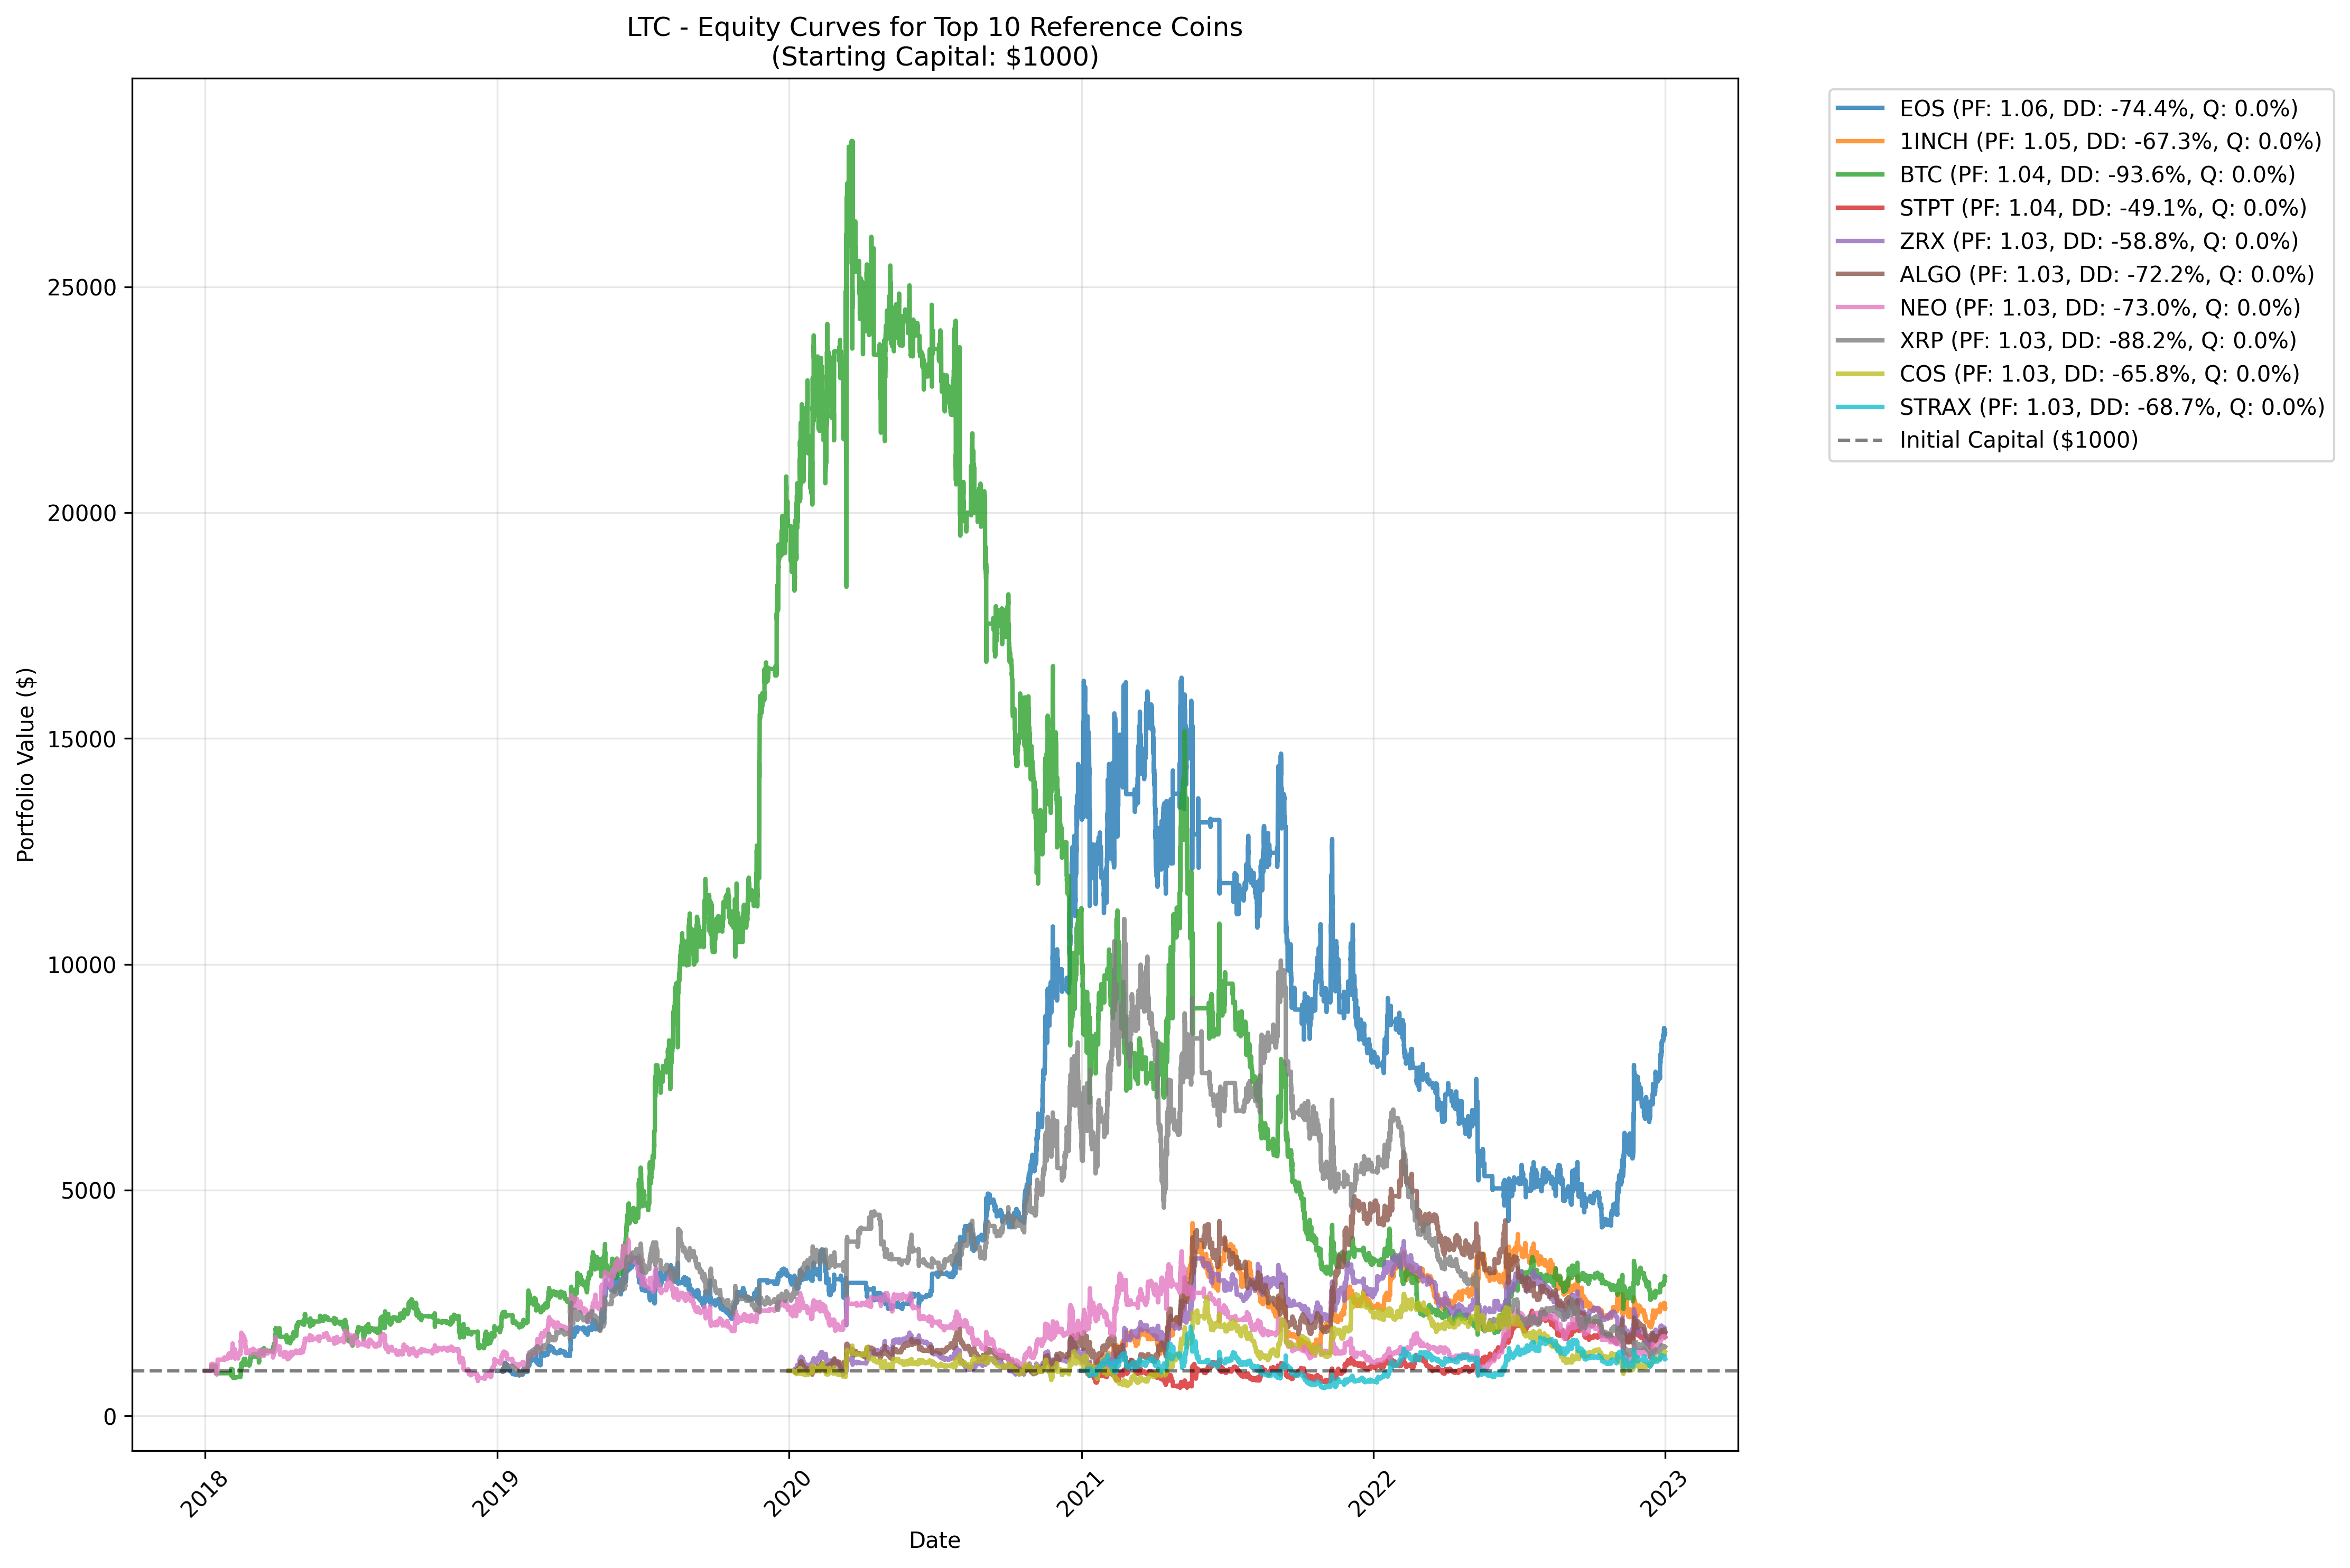 LTC - Equity Curves for Top 10 Reference Coins
(Starting Capital: $1000)
Portfolio Value ($)
25000
20000
15000
10000
5000
0
2018
2019
2020
2021
2022
2023
Date
EOS (PF: 1.06, DD: -74.4%, Q: 0.0%)
1INCH (PF: 1.05, DD: -67.3%, Q: 0.0%)
BTC (PF: 1.04, DD: -93.6%, Q: 0.0%)
STPT (PF: 1.04, DD: -49.1%, Q: 0.0%)
ZRX (PF: 1.03, DD: -58.8%, Q: 0.0%)
ALGO (PF: 1.03, DD: -72.2%, Q: 0.0%)
NEO (PF: 1.03, DD: -73.0%, Q: 0.0%)
XRP (PF: 1.03, DD: -88.2%, Q: 0.0%)
COS (PF: 1.03, DD: -65.8%, Q: 0.0%)
STRAX (PF: 1.03, DD: -68.7%, Q: 0.0%)
Initial Capital ($1000)